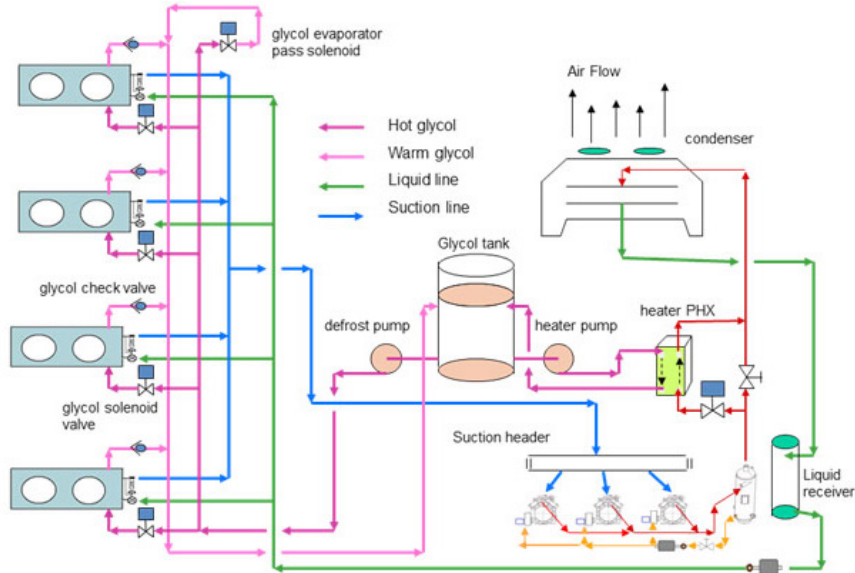 glycol evaporator
pass solenoid
Air Flow
condenser
Hot glycol
Warm glycol
Liquid line
Suction line
Glycol tank
glycol check valve
defrost pump
heater pump
heater PHX
glycol solenoid
valve
Suction header
Liquid
receiver